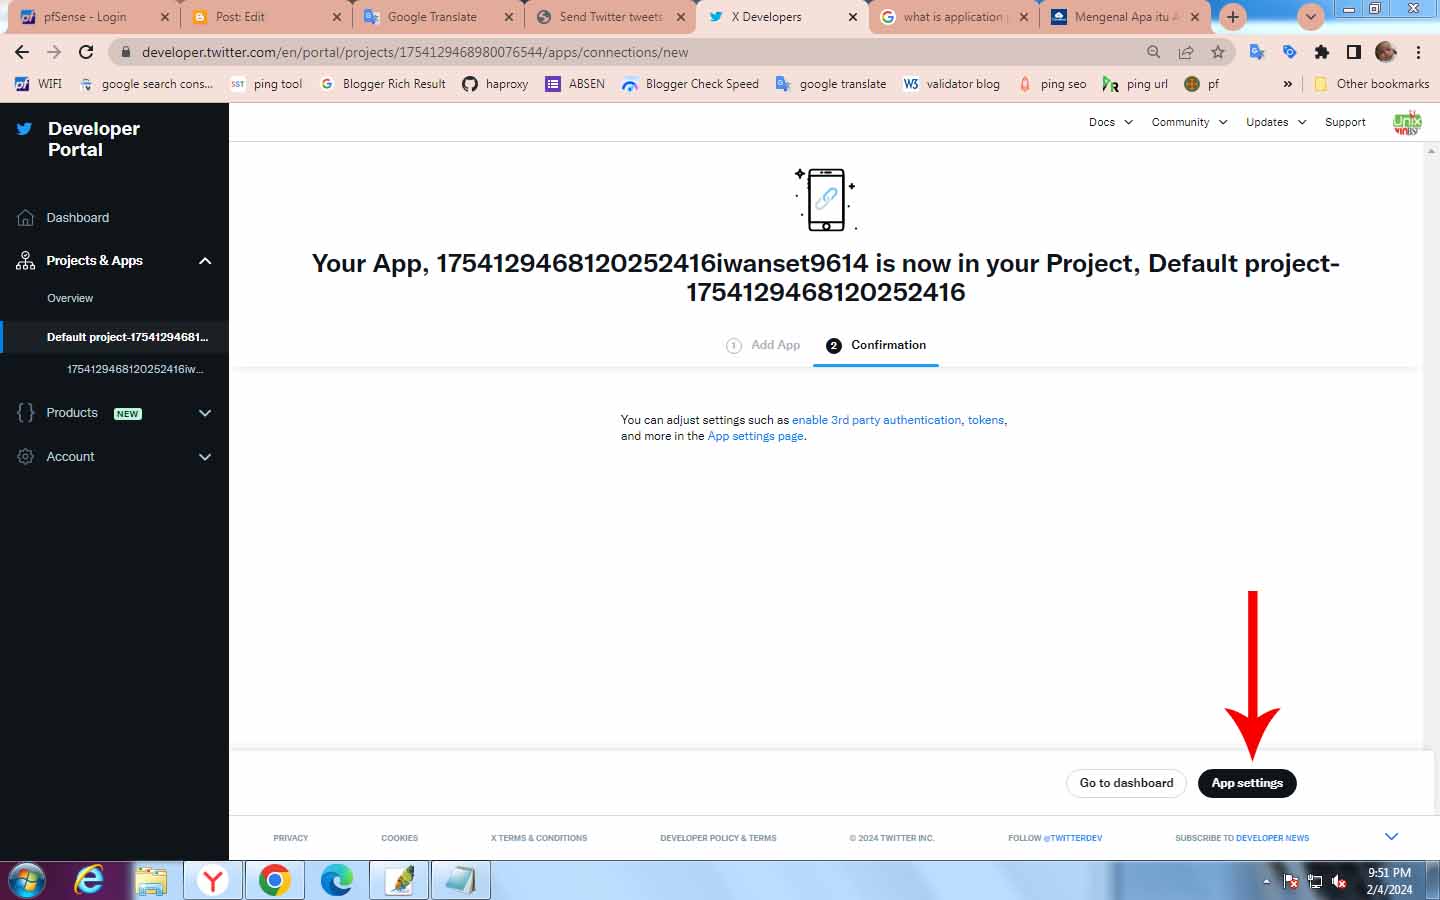 pfSense - Login
Post: Edit
Google Translate
Send Twitter tweets
X Developers
what is application
Mengenal Apa itu A
developer.twitter.com/en/portal/projects/1754129468980076544/apps/connections/new
WIFI
google search cons...
SST
ping tool
Blogger Rich Result
haproxy
ABSEN
Blogger Check Speed
google translate
W3
validator blog
ping seo
ping url
pf
»
Other bookmarks
Developer
Portal
Docs
Community
Updates
Support
Dashboard
Projects & Apps
Overview
Default project-17541294681...
1754129468120252416iw...
Products NEW
Account
Your App, 1754129468120252416iwanset9614 is now in your Project, Default project-
1754129468120252416
1 Add App
2 Confirmation
You can adjust settings such as enable 3rd party authentication, tokens,
and more in the App settings page.
Go to dashboard
App settings
PRIVACY
COOKIES
X TERMS & CONDITIONS
DEVELOPER POLICY & TERMS
© 2024 TWITTER INC.
FOLLOW @TWITTERDEV
SUBSCRIBE TO DEVELOPER NEWS
9:51 PM
2/4/2024